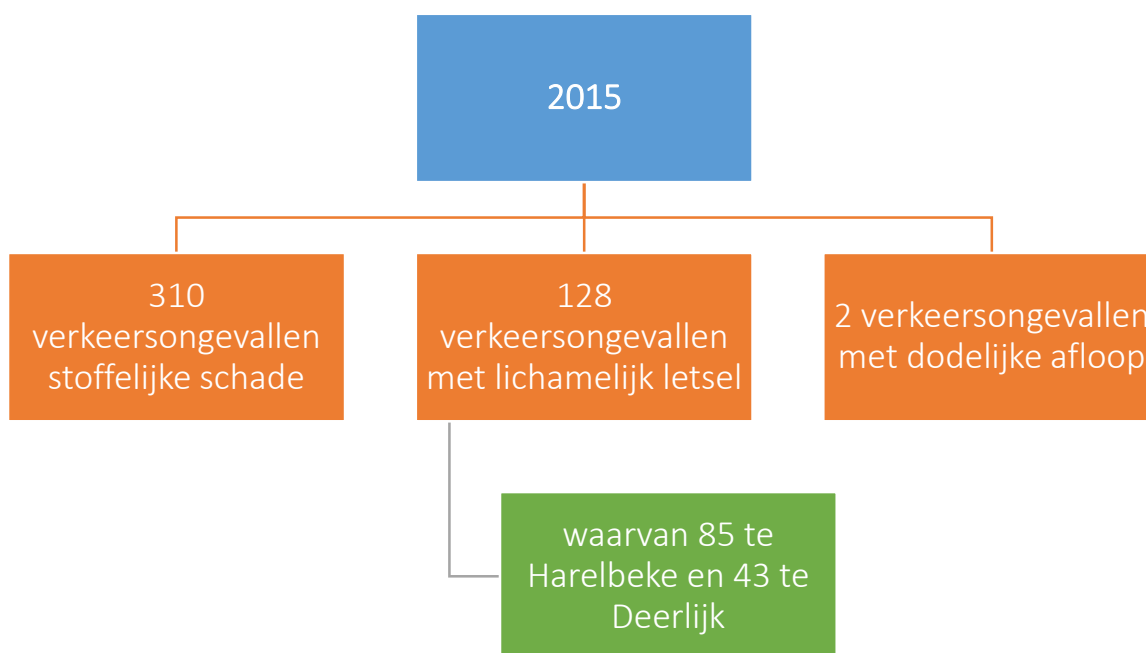 2015
310
verkeersongevallen
stoffelijke schade
128
verkeersongevallen
met lichamelijk letsel
2 verkeersongevallen
met dodelijke afloop
waarvan 85 te
Harelbeke en 43 te
Deerlijk